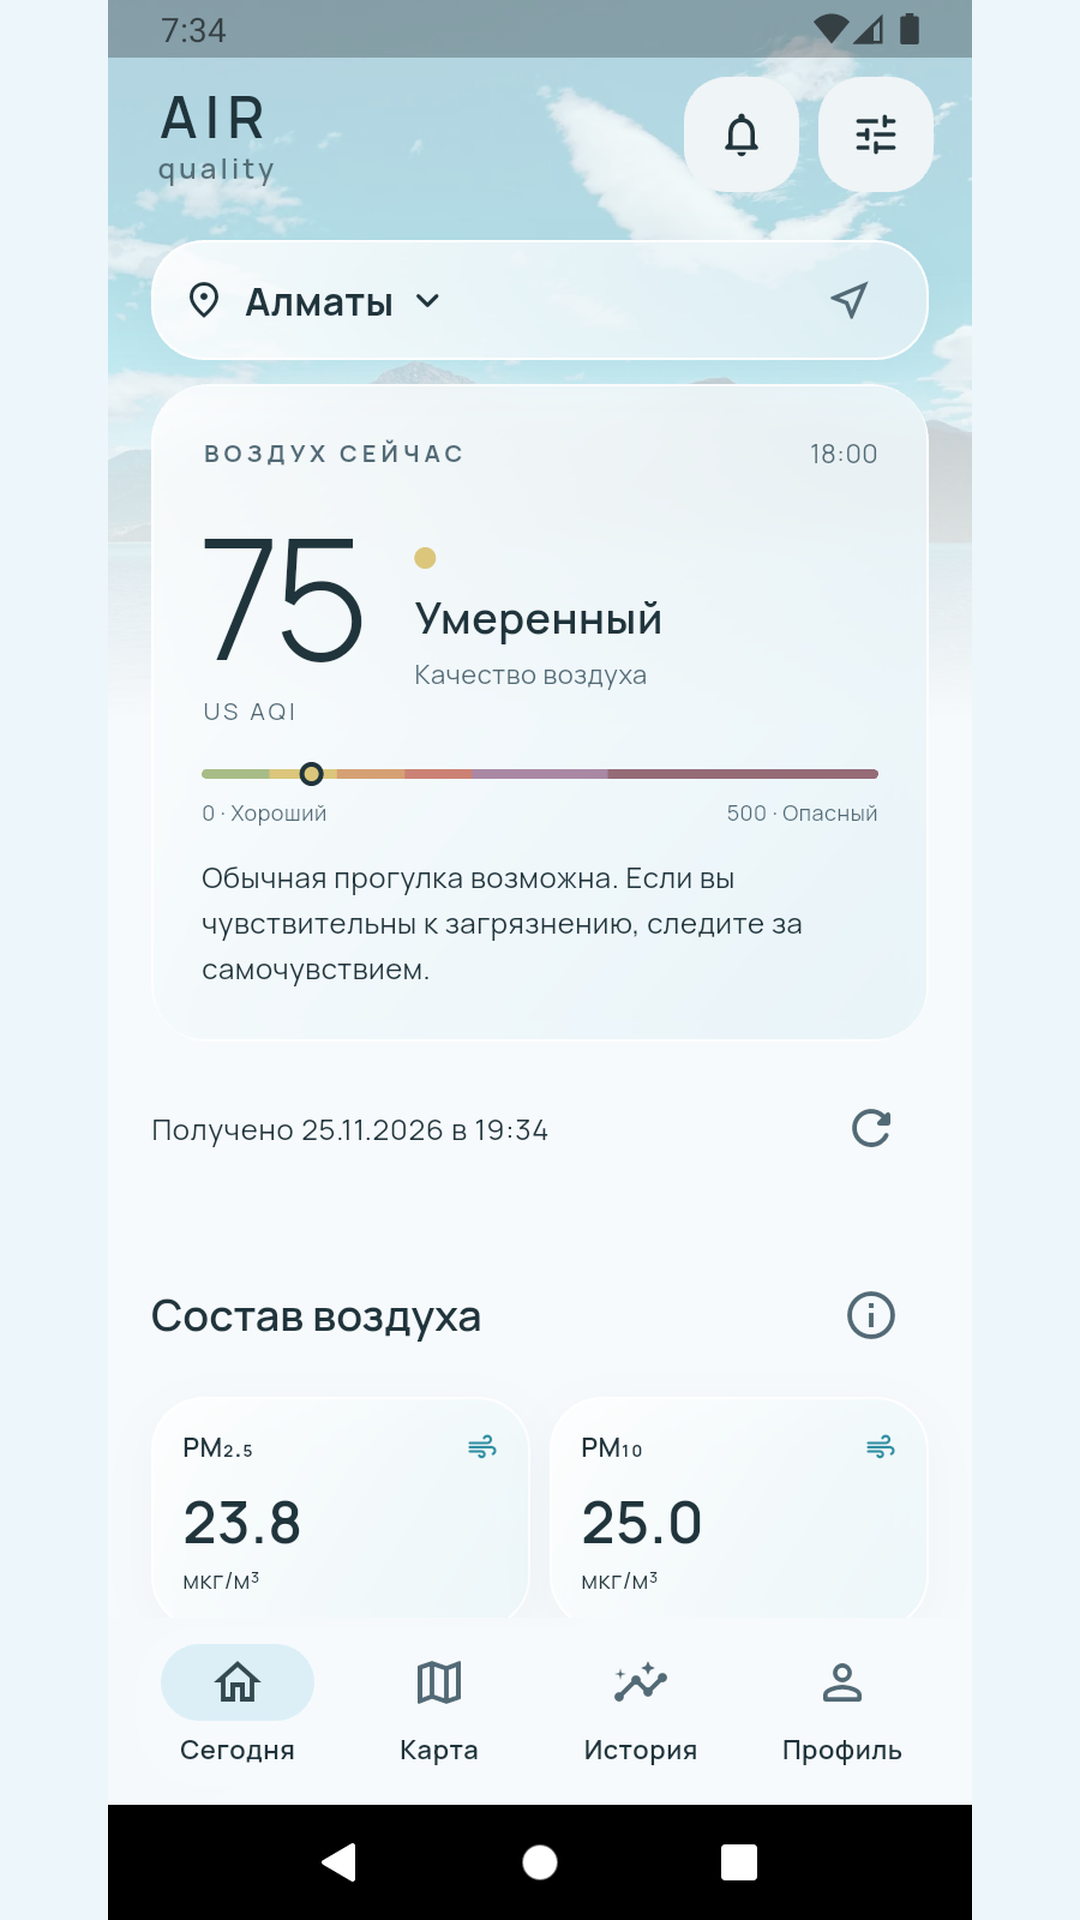 7:34
AIR
quality
Алматы
ВОЗДУХ СЕЙЧАС
18:00
75
Умеренный
Качество воздуха
US AQI
0 · Хороший
500 · Опасный
Обычная прогулка возможна. Если вы
чувствительны к загрязнению, следите за
самочувствием.
Получено 25.11.2026 в 19:34
Состав воздуха
PM₂.₅
23.8
мкг/м³
PM₁₀
25.0
мкг/м³
Сегодня
Карта
История
Профиль